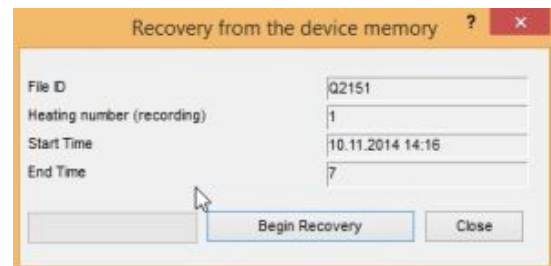 Recovery from the device memory ? ×
File ID Q2151
Heating number (recording) 1
Start Time 10.11.2014 14:16
End Time 7
Begin Recovery Close